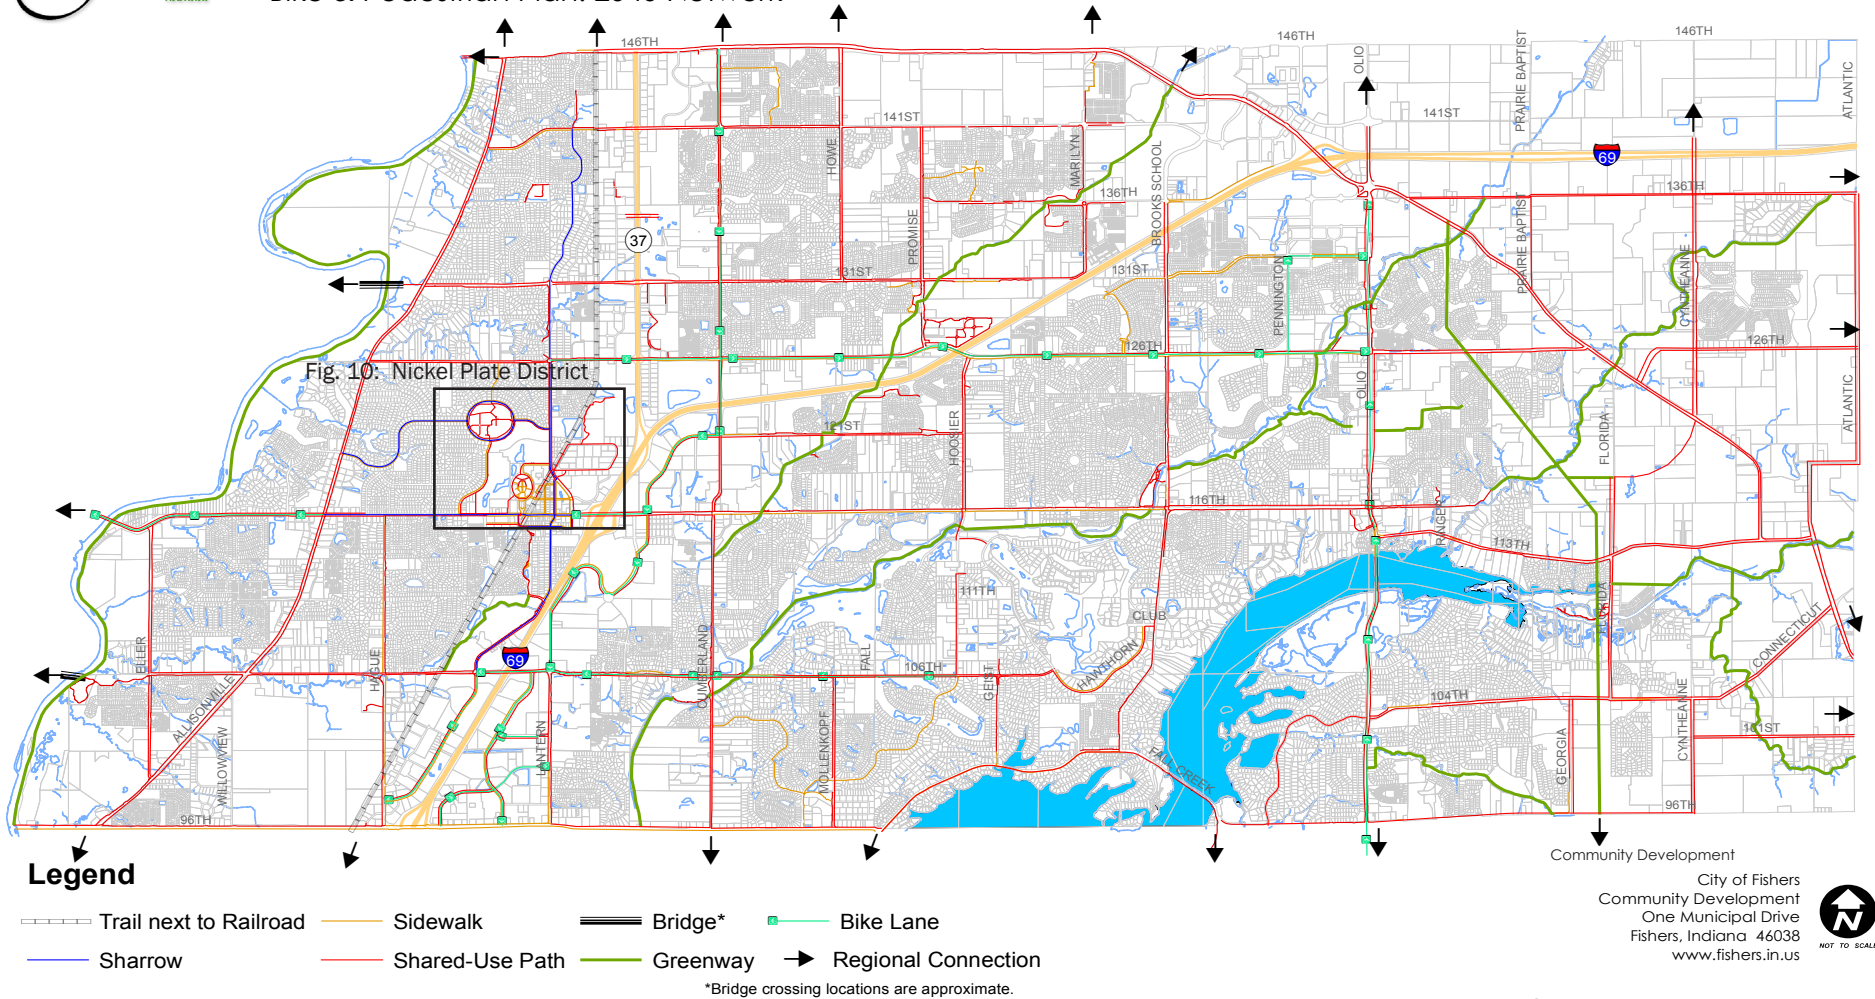 Bike & Pedestrian Plan: 2040 Network
146TH
146TH
146TH
OLIO
PRAIRIE BAPTIST
ATLANTIC
141ST
141ST
HOWE
MARILYN
BROOKS SCHOOL
69
136TH
136TH
37
PROMISE
PRAIRIE BAPTIST
131ST
131ST
PENNINGTON
CYNTHEANNE
126TH
126TH
Fig. 10: Nickel Plate District
OLIO
ATLANTIC
121ST
HOOSIER
FLORIDA
116TH
RANGER
113TH
111TH
CLUB
FLORIDA
ELLER
HAGUE
69
CUMBERLAND
FALL
106TH
GEIST
HAWTHORN
CONNECTICUT
ALLISONVILLE
104TH
CYNTHEANNE
101ST
WILLOWVIEW
LANTERN
MOLLENKOPF
FALL CREEK
GEORGIA
96TH
96TH
Legend
Trail next to Railroad
Sidewalk
Bridge*
Bike Lane
Sharrow
Shared-Use Path
Greenway
Regional Connection
*Bridge crossing locations are approximate.
Community Development
City of Fishers
Community Development
One Municipal Drive
Fishers, Indiana 46038
www.fishers.in.us
N
NOT TO SCALE